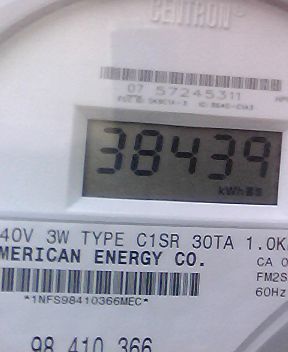 CENTRON
07 57245311
38439
kWh
40V 3W TYPE C1SR 30TA 1.0K
MERICAN ENERGY CO.
CA 0
FM2S
60Hz
*1NFS98410366MEC*
98 410 366